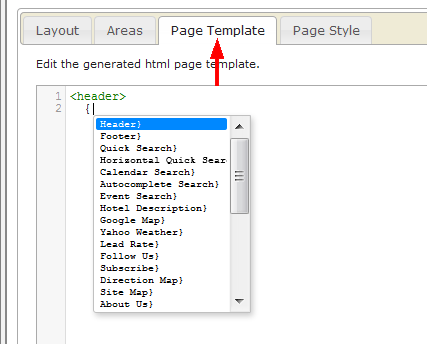 Layout Areas Page Template Page Style
Edit the generated html page template.
1 <header>
2 {
Header}
Footer}
Quick Search}
Horizontal Quick Sear
Calendar Search}
Autocomplete Search}
Event Search}
Hotel Description}
Google Map}
Yahoo Weather}
Lead Rate}
Follow Us}
Subscribe}
Direction Map}
Site Map}
About Us}